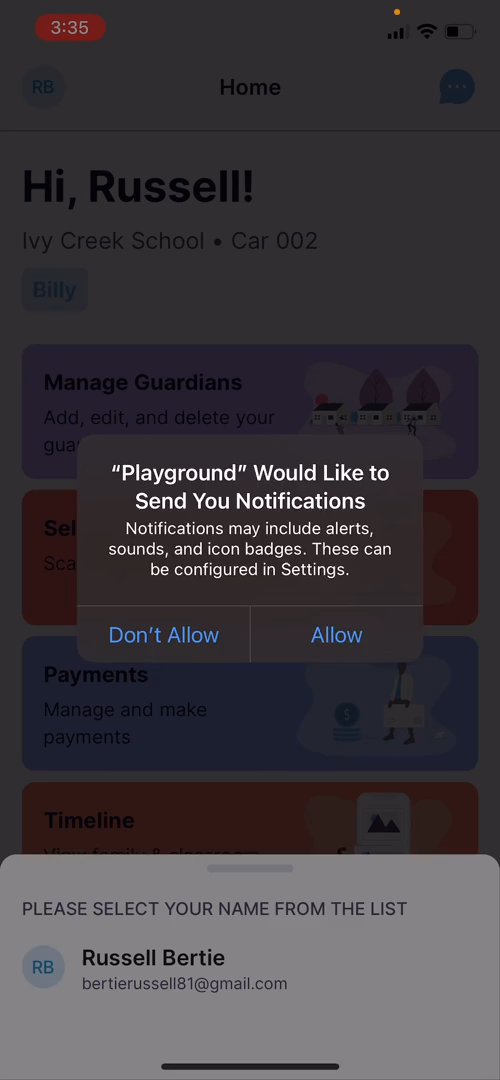 3:35
RB
Home
Hi, Russell!
Ivy Creek School • Car 002
Billy
Manage Guardians
Add, edit, and delete your
“Playground” Would Like to
Send You Notifications
Notifications may include alerts,
sounds, and icon badges. These can
be configured in Settings.
Don’t Allow
Allow
Payments
Manage and make
payments
$
Timeline
PLEASE SELECT YOUR NAME FROM THE LIST
RB
Russell Bertie
bertierussell81@gmail.com